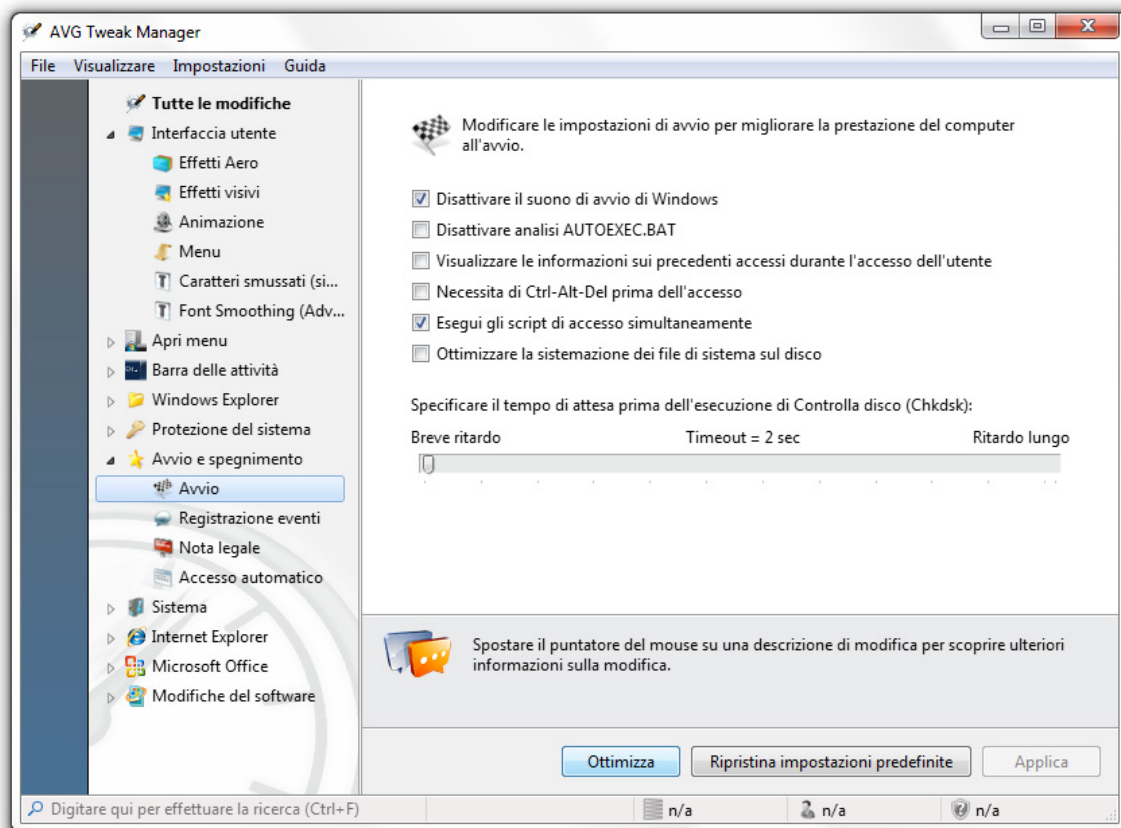 AVG Tweak Manager
File Visualizzare Impostazioni Guida
Tutte le modifiche
Interfaccia utente
Effetti Aero
Effetti visivi
Animazione
Menu
Caratteri smussati (si...
Font Smoothing (Adv...
Apri menu
Barra delle attività
Windows Explorer
Protezione del sistema
Avvio e spegnimento
Avvio
Registrazione eventi
Nota legale
Accesso automatico
Sistema
Internet Explorer
Microsoft Office
Modifiche del software
Modificare le impostazioni di avvio per migliorare la prestazione del computer
all'avvio.
Disattivare il suono di avvio di Windows
Disattivare analisi AUTOEXEC.BAT
Visualizzare le informazioni sui precedenti accessi durante l'accesso dell'utente
Necessita di Ctrl-Alt-Del prima dell'accesso
Esegui gli script di accesso simultaneamente
Ottimizzare la sistemazione dei file di sistema sul disco
Specificare il tempo di attesa prima dell'esecuzione di Controlla disco (Chkdsk):
Breve ritardo Timeout = 2 sec Ritardo lungo
Spostare il puntatore del mouse su una descrizione di modifica per scoprire ulteriori
informazioni sulla modifica.
Ottimizza Ripristina impostazioni predefinite Applica
Digitare qui per effettuare la ricerca (Ctrl+F) n/a n/a n/a